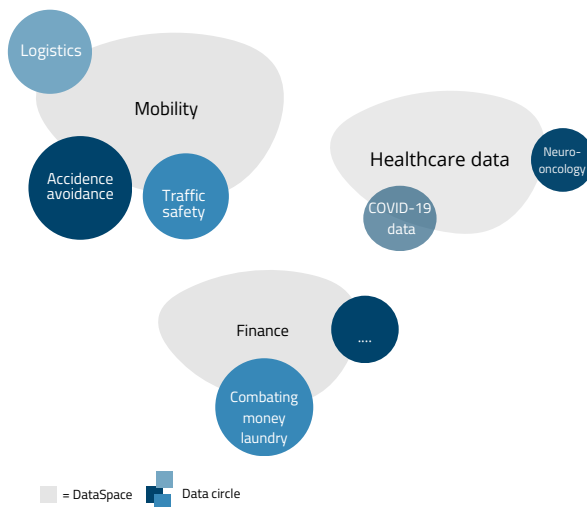 Logistics
Mobility
Accidence
avoidance
Traffic
safety
Healthcare data
Neuro-
oncology
COVID-19
data
Finance
....
Combating
money
laundry
= DataSpace
Data circle